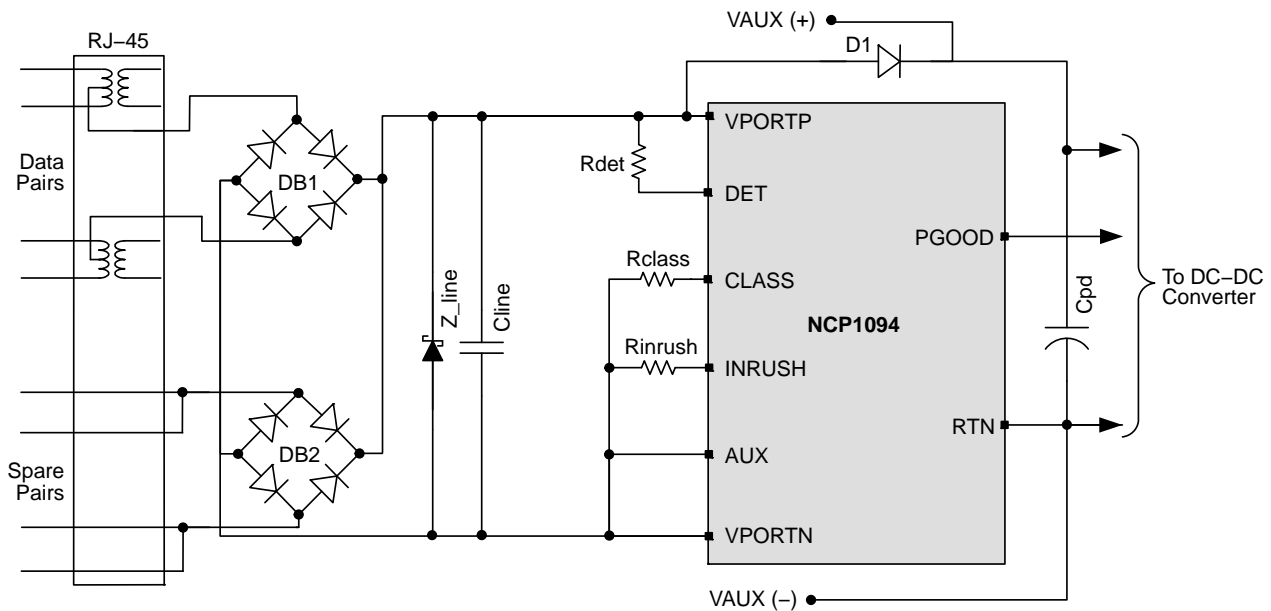 VAUX (+)
RJ–45
D1
VPORTP
Data
Pairs
DB1
Rdet
DET
PGOOD
Rclass
CLASS
To DC–DC
Converter
Z_line
Cline
Cpd
NCP1094
Rinrush
INRUSH
RTN
Spare
Pairs
DB2
AUX
VPORTN
VAUX (–)